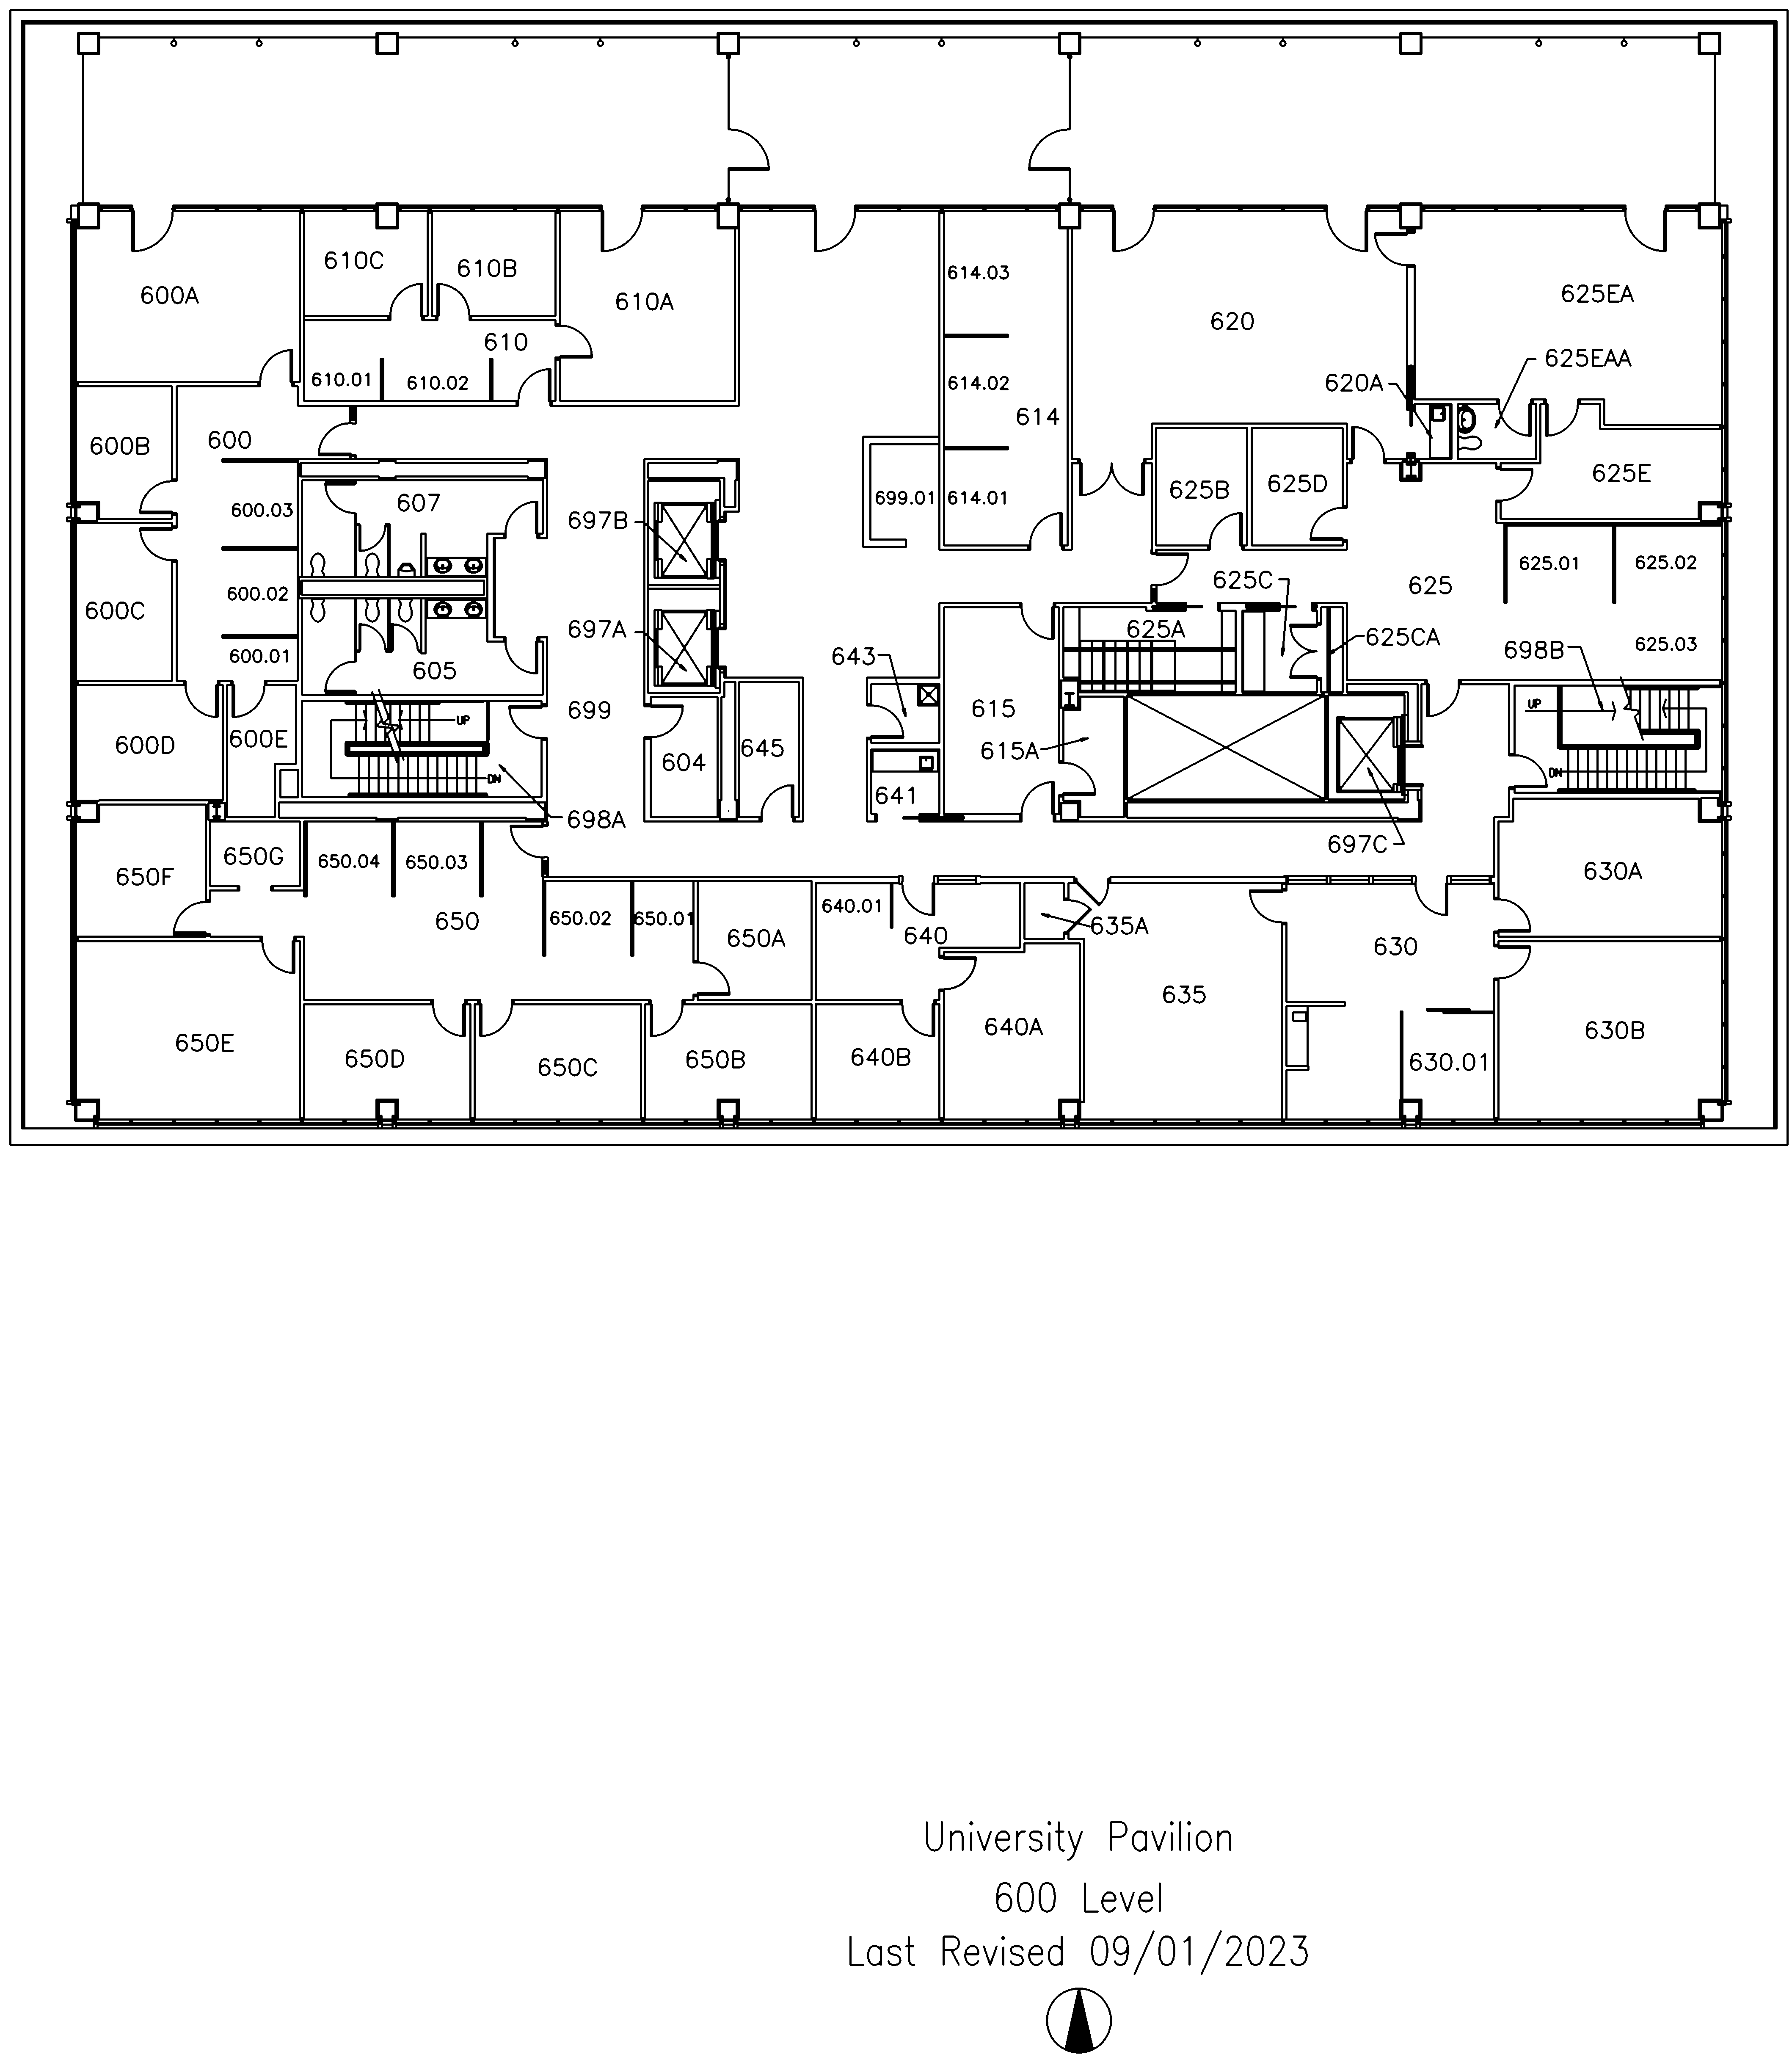 600A
610C
610B
610A
610
610.01
610.02
614.03
614.02
614
614.01
620
620A
625EA
625EAA
600B
600
600.03
607
697B
699.01
625B
625D
625E
600C
600.02
600.01
605
697A
643
615
625C
625A
625CA
625
625.01
625.02
625.03
698B
600D
600E
UP
DN
699
604
645
641
615A
UP
DN
698A
697C
650F
650G
650.04
650.03
650
650.02
650.01
650A
640.01
640
635A
630
630A
650E
650D
650C
650B
640B
640A
635
630.01
630B
University Pavilion
600 Level
Last Revised 09/01/2023